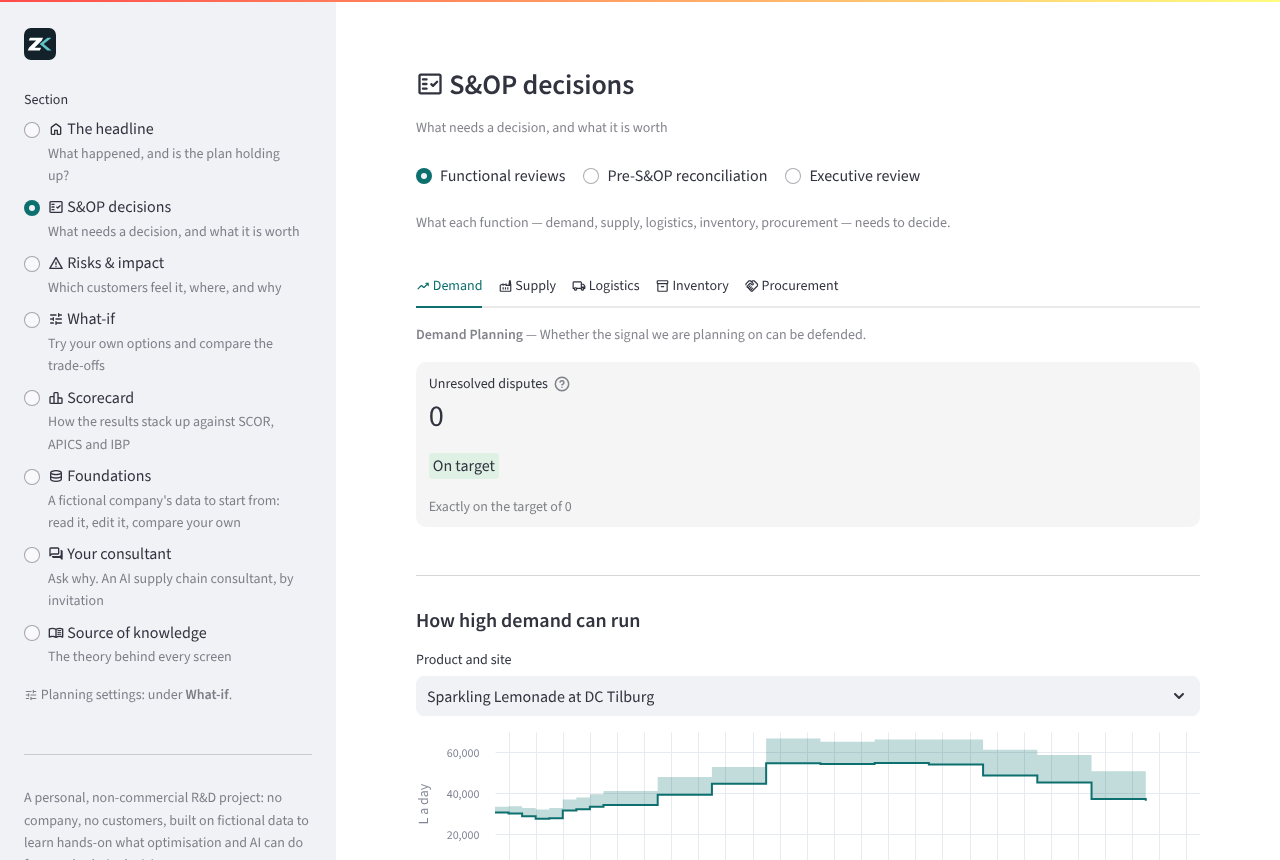 ZK
Section
The headline
What happened, and is the plan holding
up?
S&OP decisions
What needs a decision, and what it is worth
Risks & impact
Which customers feel it, where, and why
What-if
Try your own options and compare the
trade-offs
Scorecard
How the results stack up against SCOR,
APICS and IBP
Foundations
A fictional company's data to start from:
read it, edit it, compare your own
Your consultant
Ask why. An AI supply chain consultant, by
invitation
Source of knowledge
The theory behind every screen
Planning settings: under What-if.
A personal, non-commercial R&D project: no
company, no customers, built on fictional data to
learn hands-on what optimisation and AI can do
S&OP decisions
What needs a decision, and what it is worth
Functional reviews Pre-S&OP reconciliation Executive review
What each function — demand, supply, logistics, inventory, procurement — needs to decide.
Demand Supply Logistics Inventory Procurement
Demand Planning — Whether the signal we are planning on can be defended.
Unresolved disputes
0
On target
Exactly on the target of 0
How high demand can run
Product and site
Sparkling Lemonade at DC Tilburg
60,000
40,000
20,000
L a day